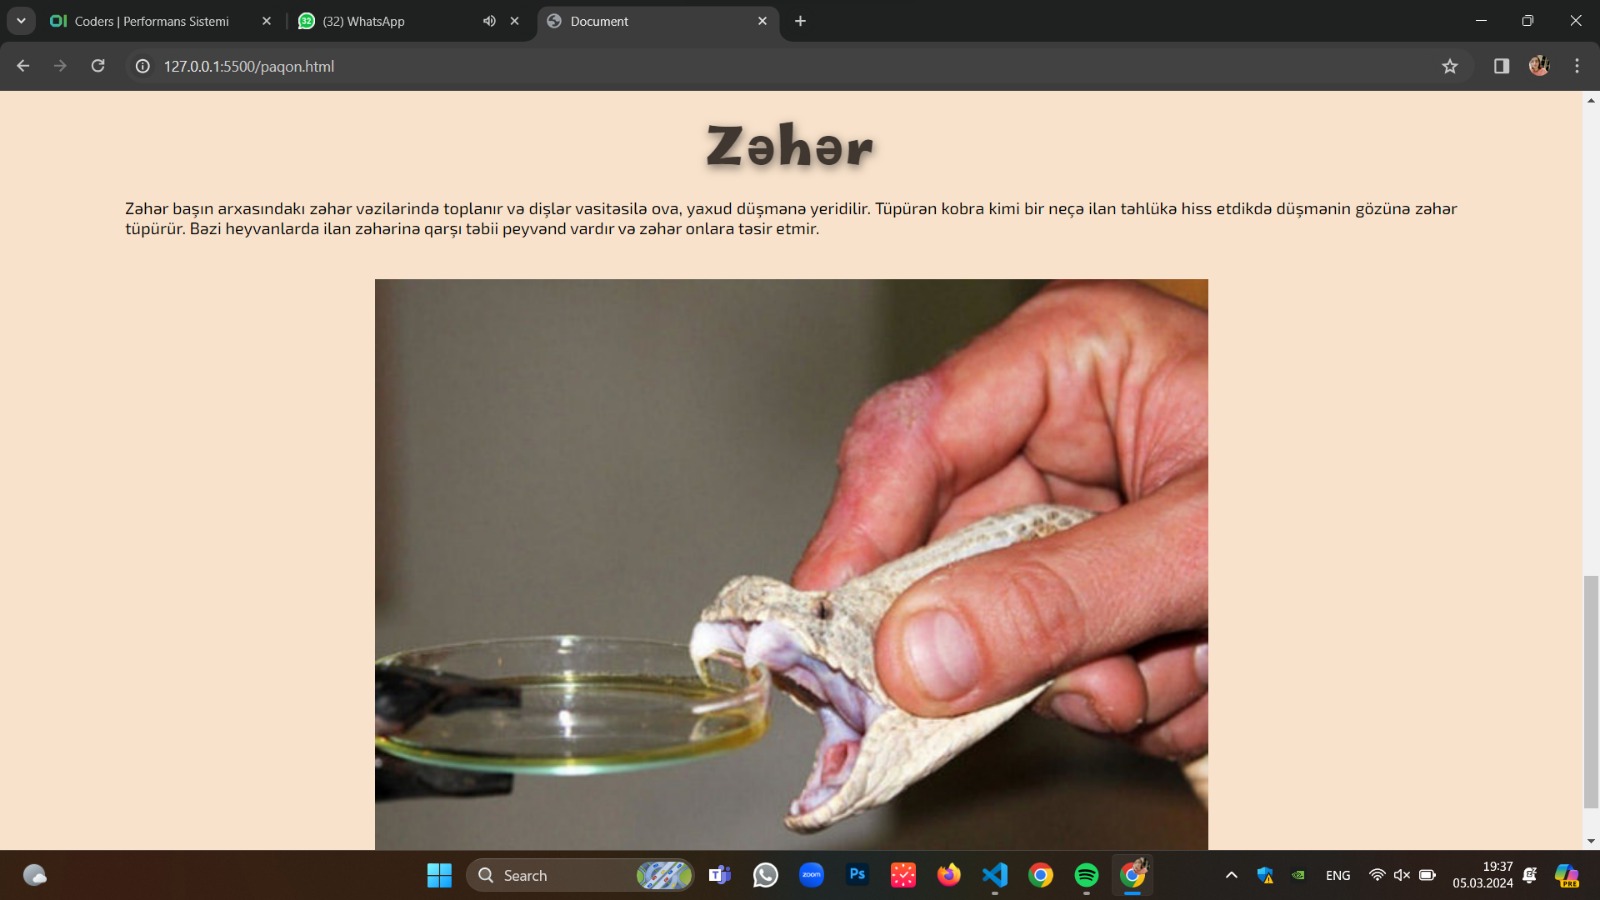 Coders | Performans Sistemi
(32) WhatsApp
Document
127.0.0.1:5500/paqon.html
Zəhər
Zəhər başın arxasındakı zəhər vəzilərində toplanır və dişlər vasitəsilə ova, yaxud düşmənə yeridilir. Tüpürən kobra kimi bir neçə ilan təhlükə hiss etdikdə düşmənin gözünə zəhər
tüpürür. Bəzi heyvanlarda ilan zəhərinə qarşı təbii peyvənd vardır və zəhər onlara təsir etmir.
Search
zoom
Ps
ENG
19:37
05.03.2024
PRE